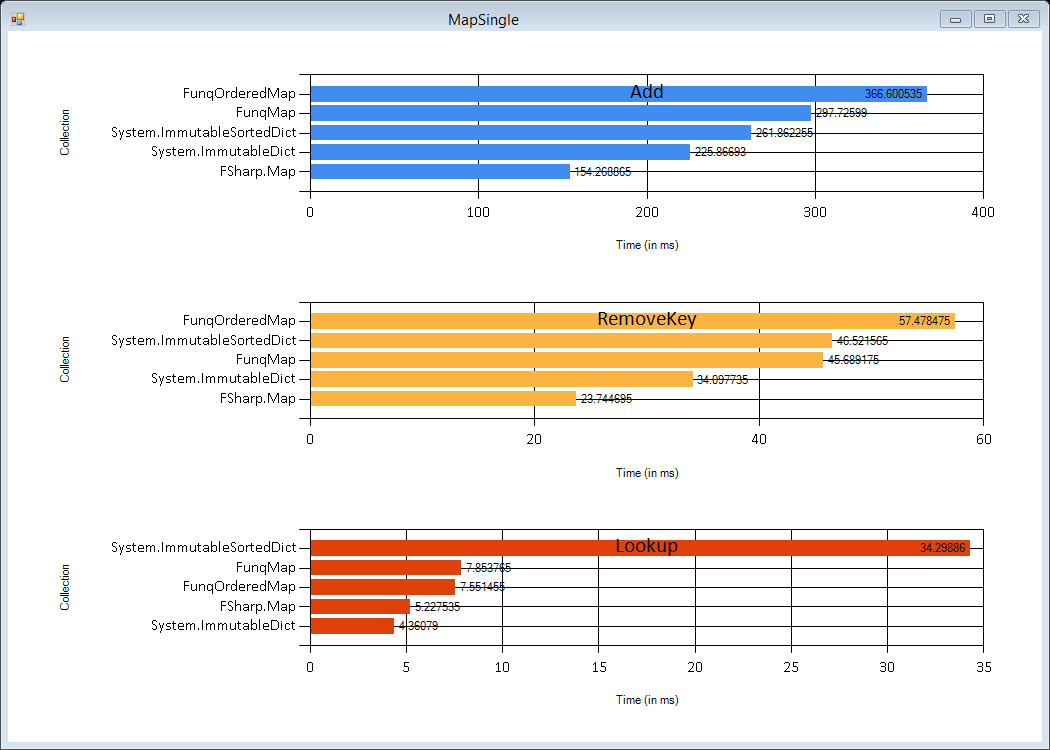 MapSingle
Add
Collection
FunqOrderedMap 366.600535
FunqMap 297.72599
System.ImmutableSortedDict 261.862255
System.ImmutableDict 225.86693
FSharp.Map 154.268865
0 100 200 300 400
Time (in ms)
RemoveKey
Collection
FunqOrderedMap 57.478475
System.ImmutableSortedDict 46.521565
FunqMap 45.689175
System.ImmutableDict 34.097735
FSharp.Map 23.744695
0 20 40 60
Time (in ms)
Lookup
Collection
System.ImmutableSortedDict 34.29886
FunqMap 7.853765
FunqOrderedMap 7.551455
FSharp.Map 5.227535
System.ImmutableDict 4.36079
0 5 10 15 20 25 30 35
Time (in ms)